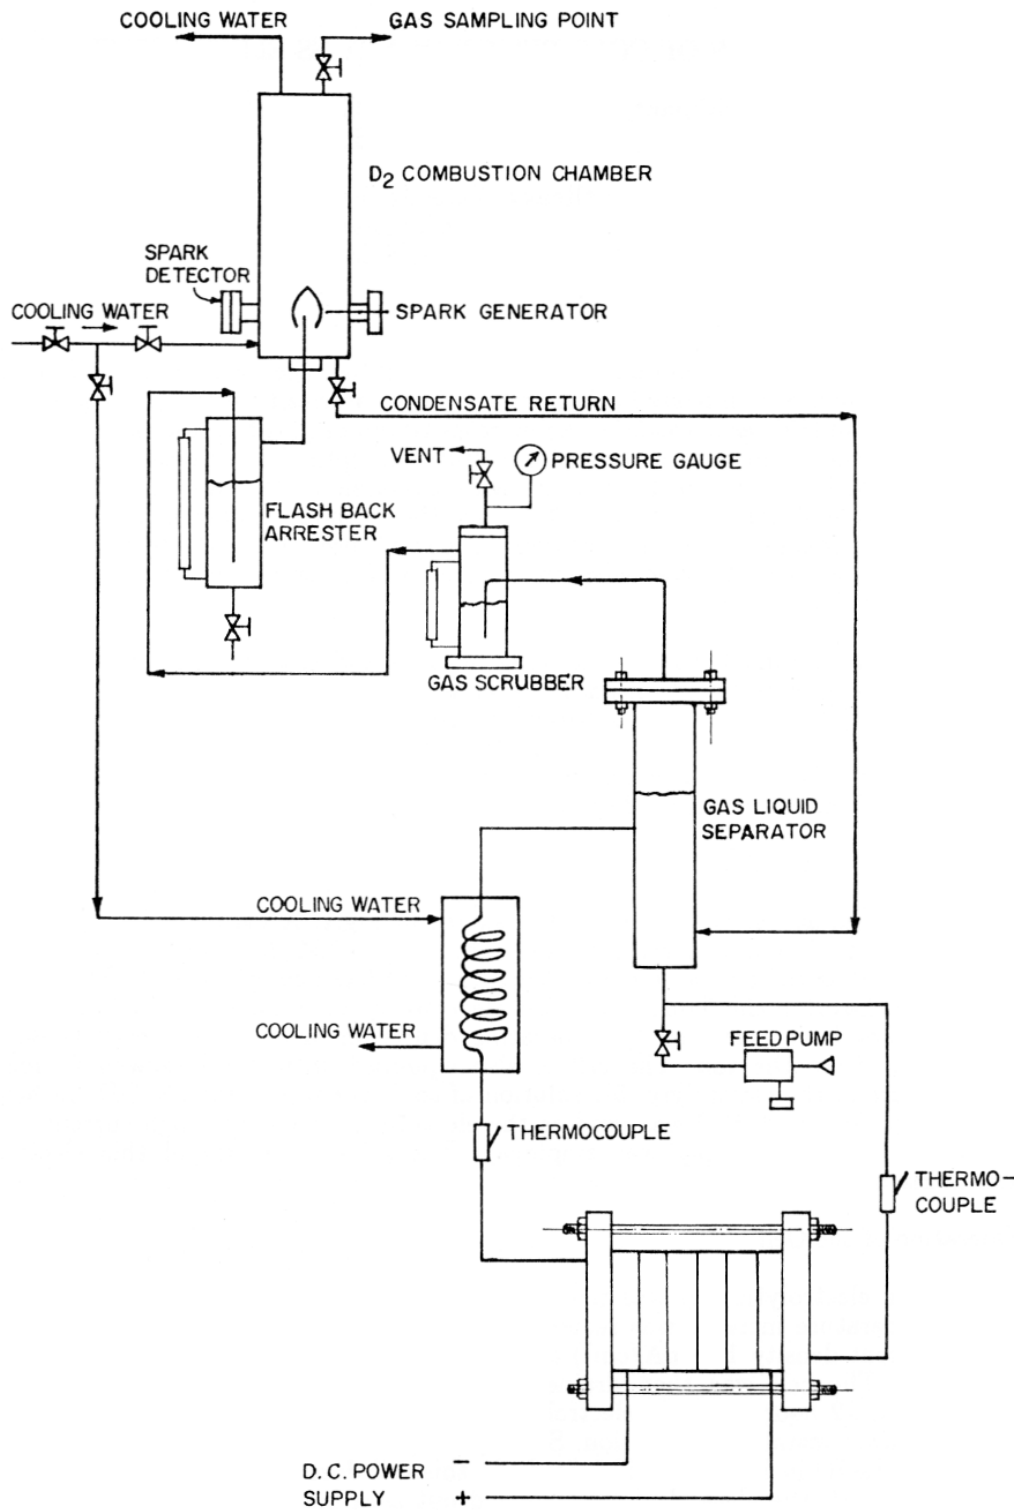 COOLING WATER
GAS SAMPLING POINT
D2 COMBUSTION CHAMBER
SPARK
DETECTOR
COOLING WATER
SPARK GENERATOR
CONDENSATE RETURN
VENT
PRESSURE GAUGE
FLASH BACK
ARRESTER
GAS SCRUBBER
GAS LIQUID
SEPARATOR
COOLING WATER
COOLING WATER
FEED PUMP
THERMOCOUPLE
THERMO-
COUPLE
D.C. POWER
SUPPLY
-
+